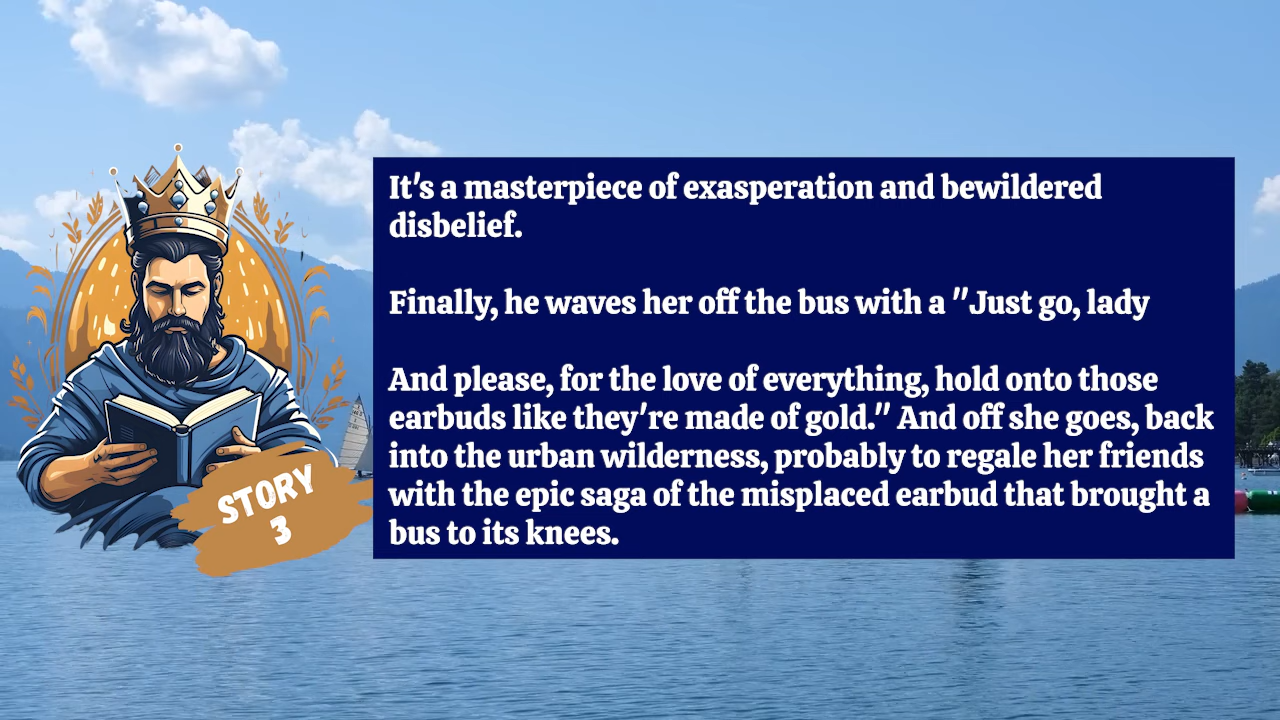 It's a masterpiece of exasperation and bewildered
disbelief.
Finally, he waves her off the bus with a "Just go, lady
And please, for the love of everything, hold onto those
earbuds like they're made of gold." And off she goes, back
into the urban wilderness, probably to regale her friends
with the epic saga of the misplaced earbud that brought a
bus to its knees.
STORY
3